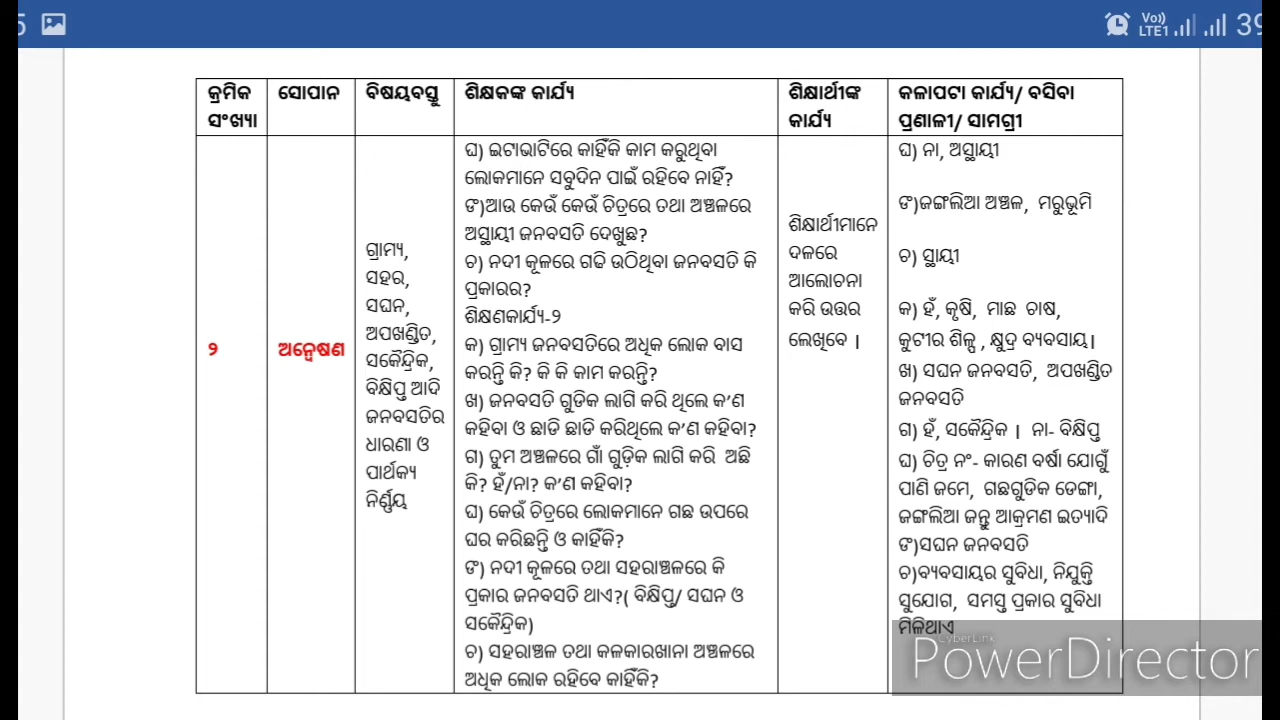 5
Vo))
LTE1
39
କ୍ରମିକ ସଂଖ୍ୟା
ସୋପାନ
ବିଷୟବସ୍ତୁ
ଶିକ୍ଷକଙ୍କ କାର୍ଯ୍ୟ
ଶିକ୍ଷାର୍ଥୀଙ୍କ
କାର୍ଯ୍ୟ
କଳାପଟା କାର୍ଯ୍ୟ/ ବସିବା
ପ୍ରଣାଳୀ/ ସାମଗ୍ରୀ
୨
ଅନ୍ବେଷଣ
ଗ୍ରାମ୍ୟ,
ସହର,
ସଘନ,
ଅପଖଣ୍ଡିତ,
ସକୈନ୍ଦ୍ରିକ,
ବିକ୍ଷିପ୍ତ ଆଦି
ଜନବସତିର
ଧାରଣା ଓ
ପାର୍ଥକ୍ୟ
ନିର୍ଣ୍ଣୟ
ଘ) ଇଟାଭାଟିରେ କାହିଁକି କାମ କରୁଥିବା
ଲୋକମାନେ ସବୁଦିନ ପାଇଁ ରହିବେ ନାହିଁ?
ଙ)ଆଉ କେଉଁ କେଉଁ ଚିତ୍ରରେ ତଥା ଅଞ୍ଚଳରେ
ଅସ୍ଥାୟୀ ଜନବସତି ଦେଖୁଛ?
ଚ) ନଦୀ କୂଳରେ ଗଢି ଉଠିଥିବା ଜନବସତି କି
ପ୍ରକାରର?
ଶିକ୍ଷଣକାର୍ଯ୍ୟ-୨
କ) ଗ୍ରାମ୍ୟ ଜନବସତିରେ ଅଧିକ ଲୋକ ବାସ
କରନ୍ତି କି? କି କି କାମ କରନ୍ତି?
ଖ) ଜନବସତି ଗୁଡିକ ଲାଗି କରି ଥିଲେ କ'ଣ
କହିବା ଓ ଛାଡି ଛାଡି କରିଥିଲେ କ'ଣ କହିବା?
ଗ) ତୁମ ଅଞ୍ଚଳରେ ଗାଁ ଗୁଡ଼ିକ ଲାଗି କରି ଅଛି
କି? ହଁ/ନା? କ'ଣ କହିବା?
ଘ) କେଉଁ ଚିତ୍ରରେ ଲୋକମାନେ ଗଛ ଉପରେ
ଘର କରିଛନ୍ତି ଓ କାହିଁକି?
ଙ) ନଦୀ କୂଳରେ ତଥା ସହରାଞ୍ଚଳରେ କି
ପ୍ରକାର ଜନବସତି ଥାଏ?( ବିକ୍ଷିପ୍ତ/ ସଘନ ଓ
ସକୈନ୍ଦ୍ରିକ)
ଚ) ସହରାଞ୍ଚଳ ତଥା କଳକାରଖାନା ଅଞ୍ଚଳରେ
ଅଧିକ ଲୋକ ରହିବେ କାହିଁକି?
ଶିକ୍ଷାର୍ଥୀମାନେ
ଦଳରେ
ଆଲୋଚନା
କରି ଉତ୍ତର
ଲେଖିବେ ।
ଘ) ନା, ଅସ୍ଥାୟୀ
ଙ)ଜଙ୍ଗଲିଆ ଅଞ୍ଚଳ, ମରୁଭୂମି
ଚ) ସ୍ଥାୟୀ
କ) ହଁ, କୃଷି, ମାଛ ଚାଷ,
କୁଟୀର ଶିଳ୍ପ , କ୍ଷୁଦ୍ର ବ୍ୟବସାୟ।
ଖ) ସଘନ ଜନବସତି, ଅପଖଣ୍ଡିତ
ଜନବସତି
ଗ) ହଁ, ସକୈନ୍ଦ୍ରିକ । ନା- ବିକ୍ଷିପ୍ତ
ଘ) ଚିତ୍ର ନଂ- କାରଣ ବର୍ଷା ଯୋଗୁଁ
ପାଣି ଜମେ, ଗଛଗୁଡିକ ଡେଙ୍ଗା,
ଜଙ୍ଗଲିଆ ଜନ୍ତୁ ଆକ୍ରମଣ ଇତ୍ୟାଦି
ଙ)ସଘନ ଜନବସତି
ଚ)ବ୍ୟବସାୟର ସୁବିଧା, ନିଯୁକ୍ତି
ସୁଯୋଗ, ସମସ୍ତ ପ୍ରକାର ସୁବିଧା
ମିଳିଥାଏ
CyberLink
PowerDirector